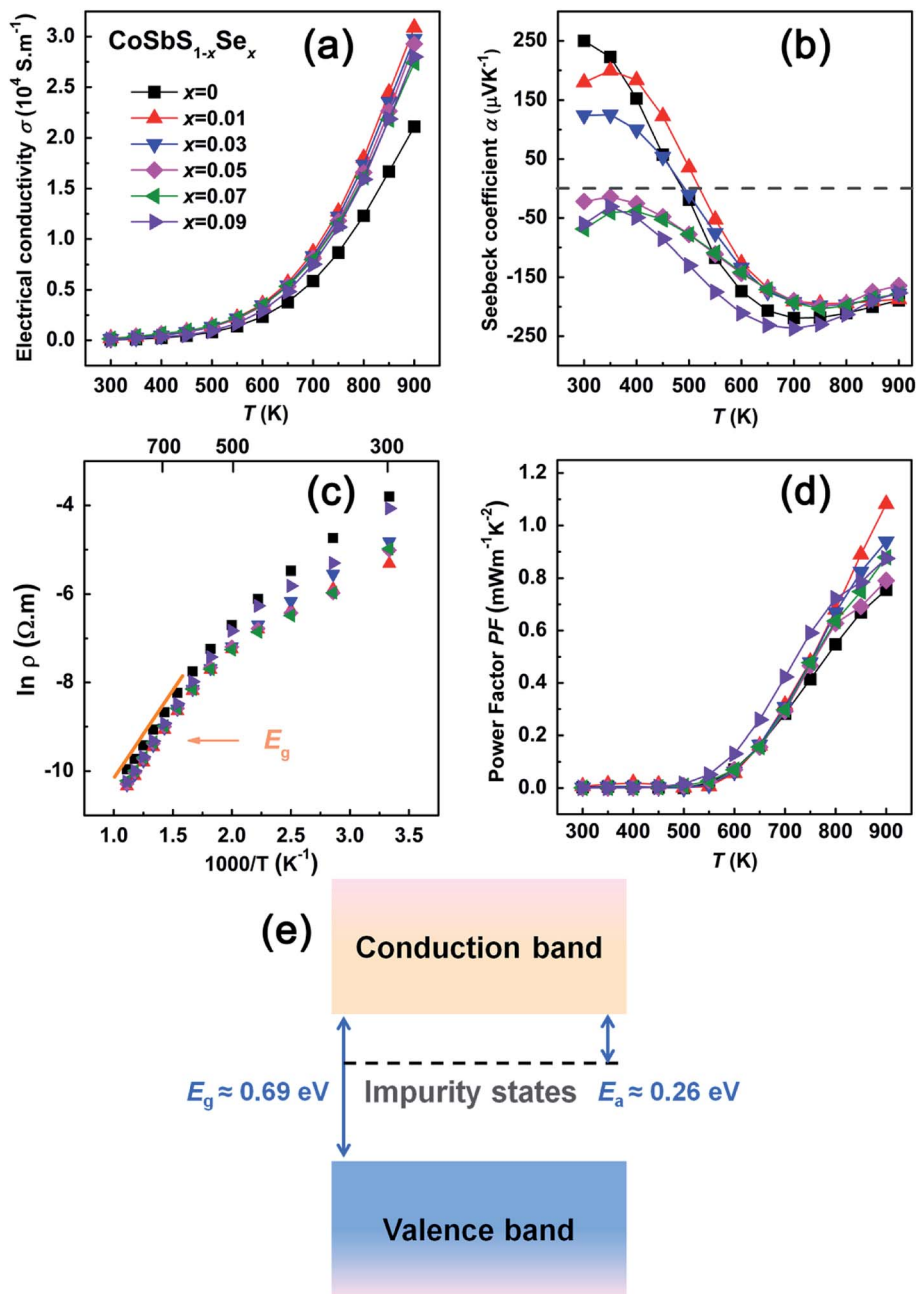 (a)
CoSbS1-xSex
x=0
x=0.01
x=0.03
x=0.05
x=0.07
x=0.09
Electrical conductivity σ (10⁴ S.m⁻¹)
3.0
2.5
2.0
1.5
1.0
0.5
0.0
300 400 500 600 700 800 900
T (K)
(b)
Seebeck coefficient α (μVK⁻¹)
250
150
50
-50
-150
-250
300 400 500 600 700 800 900
T (K)
700 500 300
(c)
ln ρ (Ω.m)
-4
-6
-8
-10
Eg
1.0 1.5 2.0 2.5 3.0 3.5
1000/T (K⁻¹)
(d)
Power Factor PF (mWm⁻¹K⁻²)
1.2
1.0
0.8
0.6
0.4
0.2
0.0
300 400 500 600 700 800 900
T (K)
(e)
Conduction band
Eg ≈ 0.69 eV
Impurity states
Ea ≈ 0.26 eV
Valence band